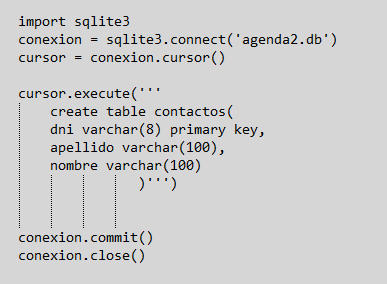 import sqlite3
conexion = sqlite3.connect('agenda2.db')
cursor = conexion.cursor()

cursor.execute('''
    create table contactos(
    dni varchar(8) primary key,
    apellido varchar(100),
    nombre varchar(100)
               )''')

conexion.commit()
conexion.close()